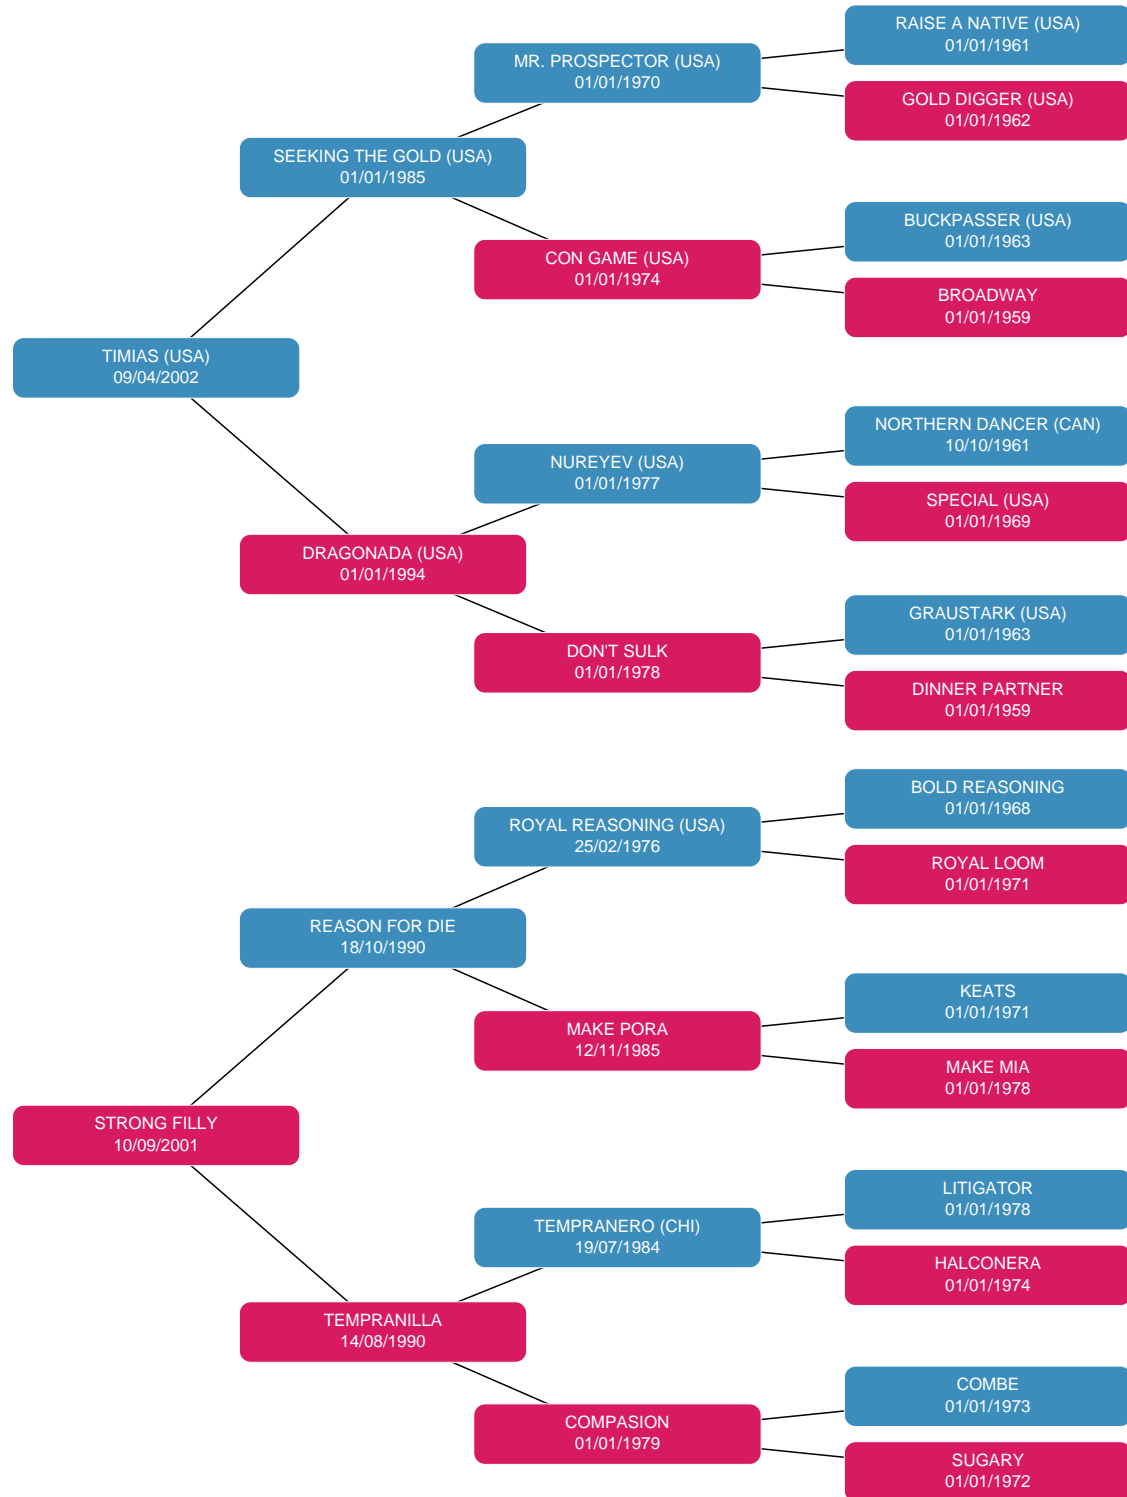 RAISE A NATIVE (USA)
01/01/1961
MR. PROSPECTOR (USA)
01/01/1970
GOLD DIGGER (USA)
01/01/1962
SEEKING THE GOLD (USA)
01/01/1985
BUCKPASSER (USA)
01/01/1963
CON GAME (USA)
01/01/1974
BROADWAY
01/01/1959
TIMIAS (USA)
09/04/2002
NORTHERN DANCER (CAN)
10/10/1961
NUREYEV (USA)
01/01/1977
SPECIAL (USA)
01/01/1969
DRAGONADA (USA)
01/01/1994
GRAUSTARK (USA)
01/01/1963
DON'T SULK
01/01/1978
DINNER PARTNER
01/01/1959
BOLD REASONING
01/01/1968
ROYAL REASONING (USA)
25/02/1976
ROYAL LOOM
01/01/1971
REASON FOR DIE
18/10/1990
KEATS
01/01/1971
MAKE PORA
12/11/1985
MAKE MIA
01/01/1978
STRONG FILLY
10/09/2001
LITIGATOR
01/01/1978
TEMPRANERO (CHI)
19/07/1984
HALCONERA
01/01/1974
TEMPRANILLA
14/08/1990
COMBE
01/01/1973
COMPASION
01/01/1979
SUGARY
01/01/1972